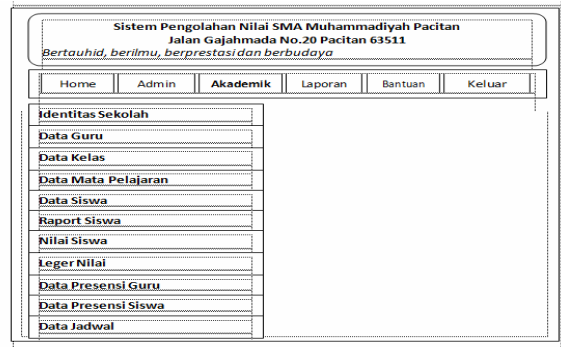 Sistem Pengolahan Nilai SMA Muhammadiyah Pacitan
Jalan Gajahmada No.20 Pacitan 63511
Bertauhid, berilmu, berprestasi dan berbudaya
Home Admin Akademik Laporan Bantuan Keluar
Identitas Sekolah
Data Guru
Data Kelas
Data Mata Pelajaran
Data Siswa
Raport Siswa
Nilai Siswa
Leger Nilai
Data Presensi Guru
Data Presensi Siswa
Data Jadwal